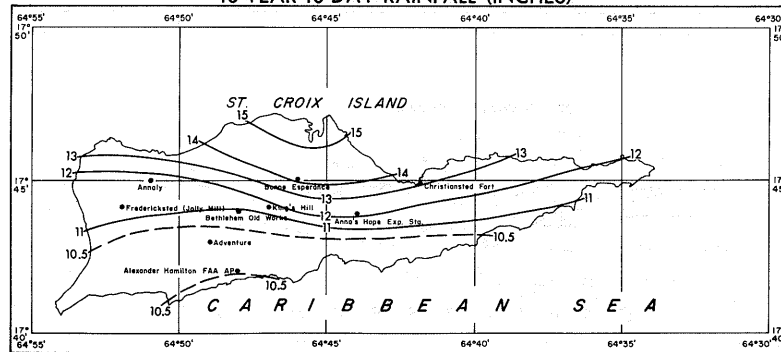 10-YEAR 10-DAY RAINFALL (INCHES)
64°55' 64°50' 64°45' 64°40' 64°35' 64°30'
17° 50' 17° 50'
ST. CROIX ISLAND
15 15
14 14
13 13 13
12 12 12
11 11 11
10.5 10.5
10.5 10.5
Annaly
Bonne Esperance
Christiansted Fort
Fredericksted (Jolly Hill)
King's Hill
Bethlehem Old Works
Anna's Hope Exp. Sta.
Adventure
Alexander Hamilton FAA AP
17° 45' 17° 45'
CARIBBEAN SEA
17° 40' 17° 40'
64°55' 64°50' 64°45' 64°40' 64°35' 64°30'